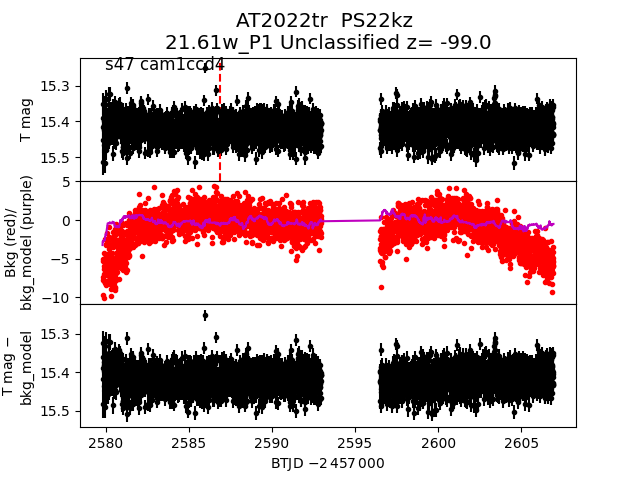 AT2022tr  PS22kz
21.61w_P1 Unclassified z= -99.0
s47 cam1ccd4
T mag
15.3
15.4
15.5
Bkg (red)/
bkg_model (purple)
5
0
−5
−10
T mag −
bkg_model
15.3
15.4
15.5
2580
2585
2590
2595
2600
2605
BTJD −2 457 000